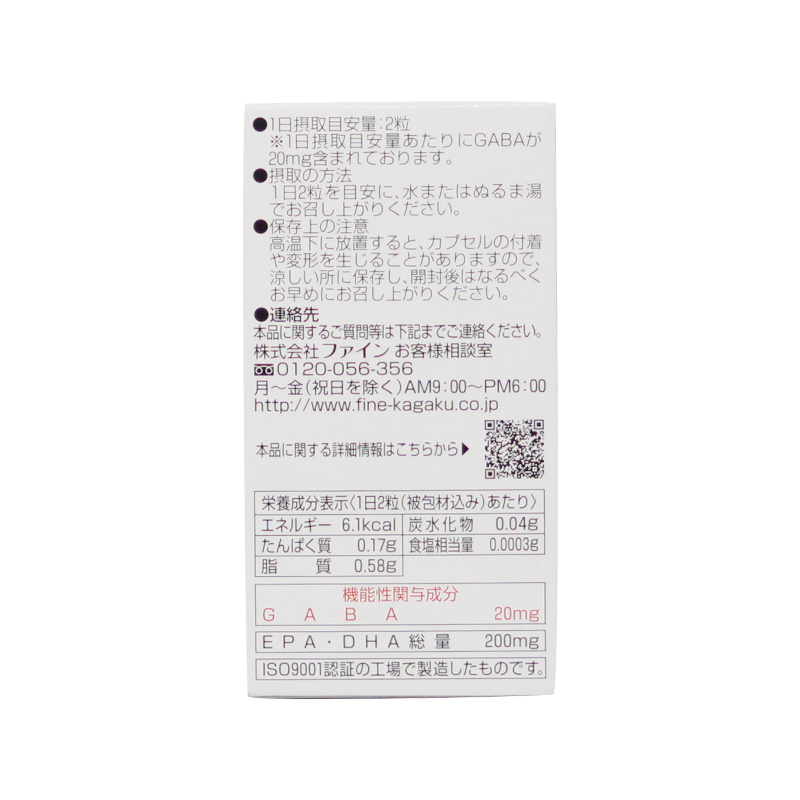 ●1日摂取目安量:2粒
※1日摂取目安量あたりにGABAが
20mg含まれております。
●摂取の方法
1日2粒を目安に、水またはぬるま湯
でお召し上がりください。
●保存上の注意
高温下に放置すると、カプセルの付着
や変形を生じることがありますので、
涼しい所に保存し、開封後はなるべく
お早めにお召し上がりください。
●連絡先
本品に関するご質問等は下記までご連絡ください。
株式会社ファイン お客様相談室
0120-056-356
月〜金(祝日を除く)AM9:00〜PM6:00
http://www.fine-kagaku.co.jp
本品に関する詳細情報はこちらから▶
栄養成分表示〈1日2粒(被包材込み)あたり〉
エネルギー 6.1kcal 炭水化物 0.04g
たんぱく質 0.17g 食塩相当量 0.0003g
脂質 0.58g
機能性関与成分
GABA 20mg
EPA・DHA総量 200mg
ISO9001認証の工場で製造したものです。